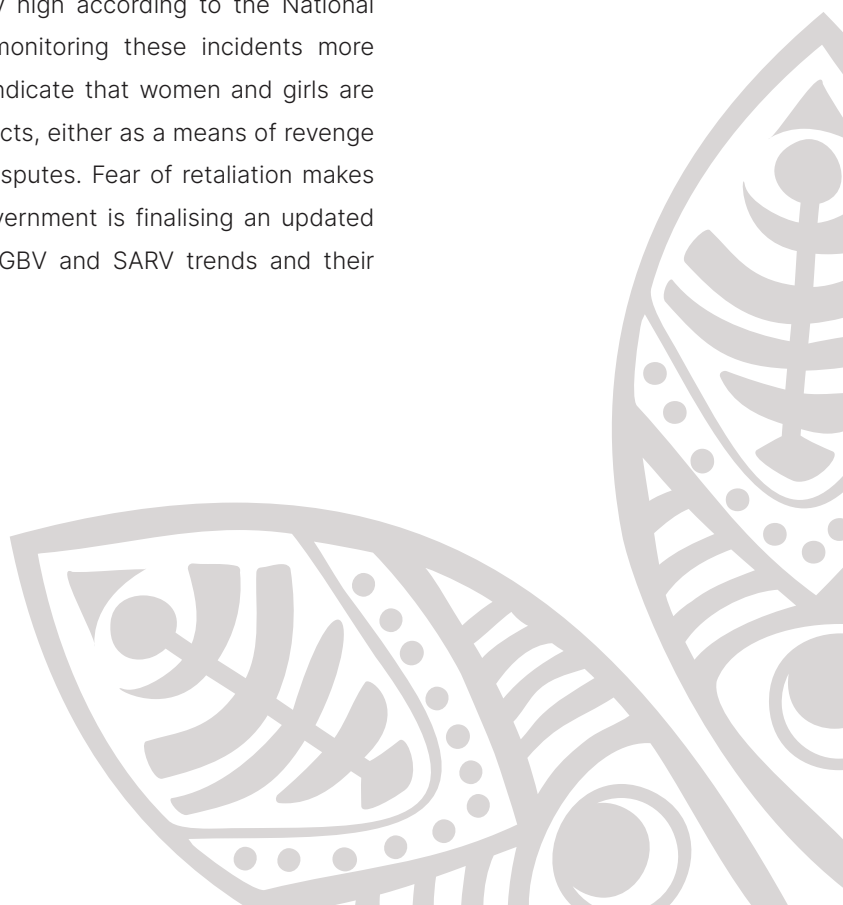 high according to the National
monitoring these incidents more
indicate that women and girls are
cts, either as a means of revenge
sputes. Fear of retaliation makes
vernment is finalising an updated
GBV and SARV trends and their